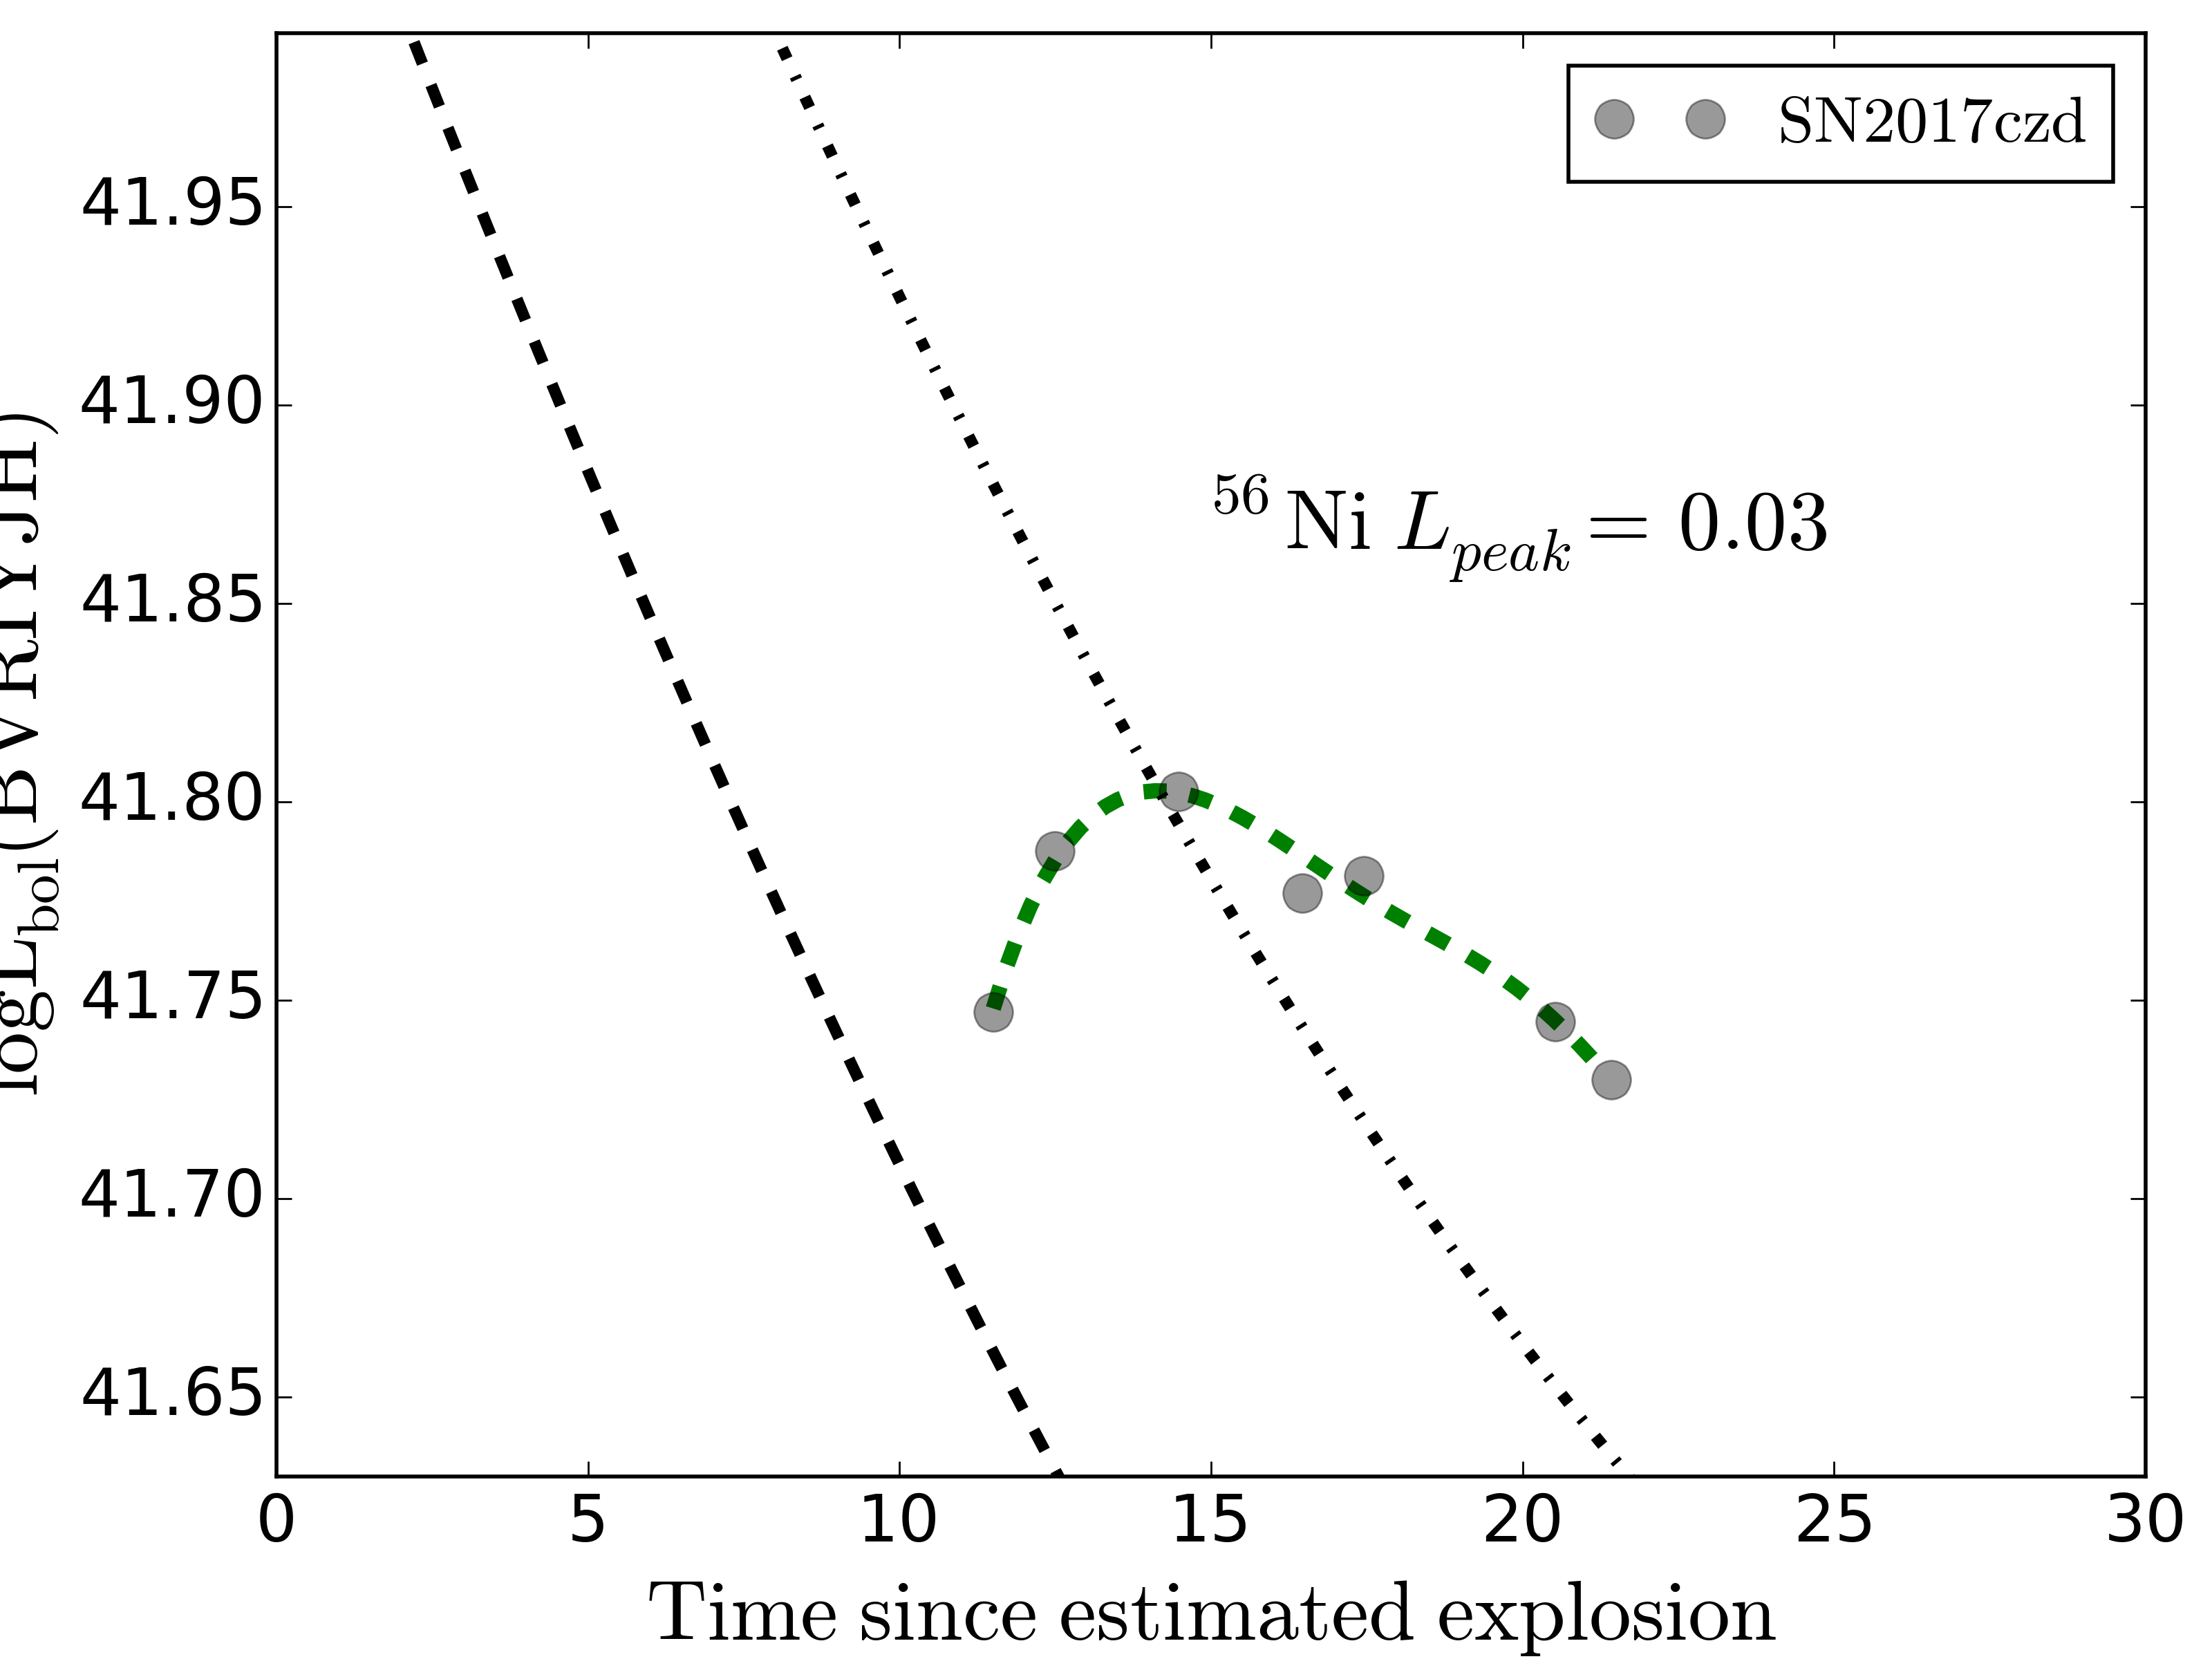 SN2017czd
⁵⁶Ni L_peak = 0.03
logL_bol(BVRIYJH)
41.95
41.90
41.85
41.80
41.75
41.70
41.65
0 5 10 15 20 25 30
Time since estimated explosion